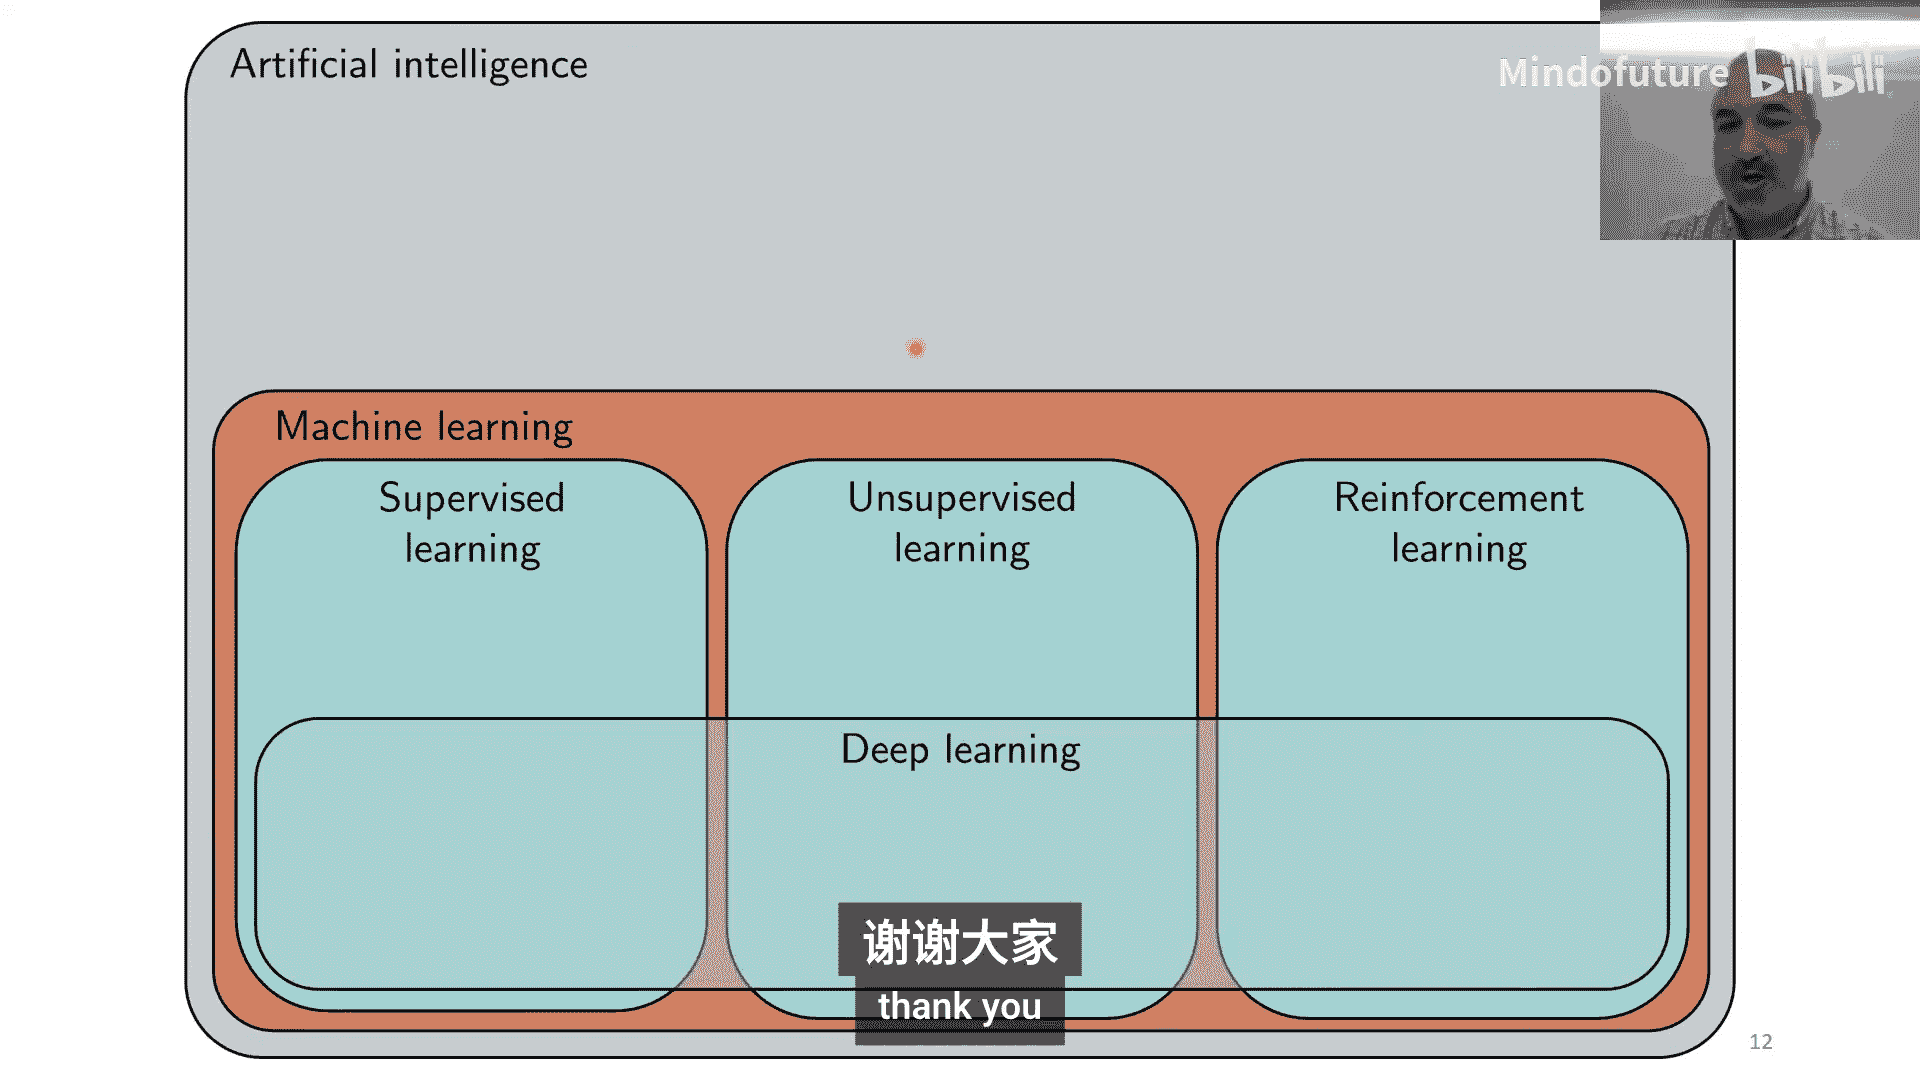 Artificial intelligence
Mindofuture bilibili
Machine learning
Supervised
learning
Unsupervised
learning
Reinforcement
learning
Deep learning
谢谢大家
thank you
12